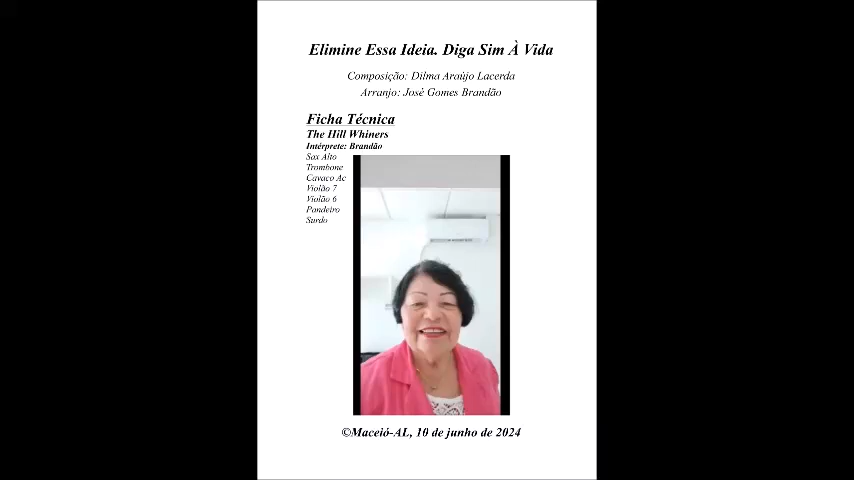 Elimine Essa Ideia. Diga Sim À Vida
Composição: Dilma Araújo Lacerda
Arranjo: José Gomes Brandão
Ficha Técnica
The Hill Whiners
Intérprete: Brandão
Sax Alto
Trombone
Cavaco Ac
Violão 7
Violão 6
Pandeiro
Surdo
©Maceió-AL, 10 de junho de 2024